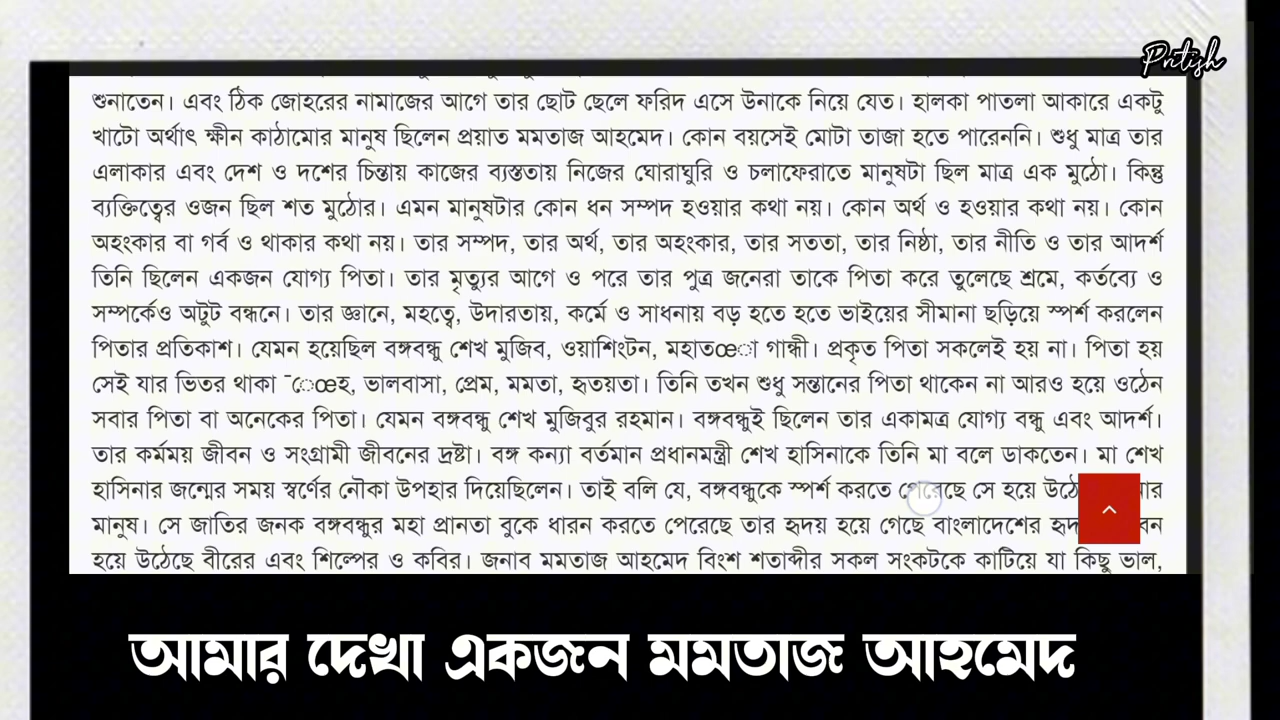 Pritish
শুনাতেন। এবং ঠিক জোহরের নামাজের আগে তার ছোট ছেলে ফরিদ এসে উনাকে নিয়ে যেত। হালকা পাতলা আকারে একটু
খাটো অর্থাৎ ক্ষীন কাঠামোর মানুষ ছিলেন প্রয়াত মমতাজ আহমেদ। কোন বয়সেই মোটা তাজা হতে পারেননি। শুধু মাত্র তার
এলাকার এবং দেশ ও দশের চিন্তায় কাজের ব্যস্ততায় নিজের ঘোরাঘুরি ও চলাফেরাতে মানুষটা ছিল মাত্র এক মুঠো। কিন্তু
ব্যক্তিত্বের ওজন ছিল শত মুঠোর। এমন মানুষটার কোন ধন সম্পদ হওয়ার কথা নয়। কোন অর্থ ও হওয়ার কথা নয়। কোন
অহংকার বা গর্ব ও থাকার কথা নয়। তার সম্পদ, তার অর্থ, তার অহংকার, তার সততা, তার নিষ্ঠা, তার নীতি ও তার আদর্শ
তিনি ছিলেন একজন যোগ্য পিতা। তার মৃত্যুর আগে ও পরে তার পুত্র জনেরা তাকে পিতা করে তুলেছে শ্রমে, কর্তব্যে ও
সম্পর্কেও অটুট বন্ধনে। তার জ্ঞানে, মহত্বে, উদারতায়, কর্মে ও সাধনায় বড় হতে হতে ভাইয়ের সীমানা ছড়িয়ে স্পর্শ করলেন
পিতার প্রতিকাশ। যেমন হয়েছিল বঙ্গবন্ধু শেখ মুজিব, ওয়াশিংটন, মহাতœা গান্ধী। প্রকৃত পিতা সকলেই হয় না। পিতা হয়
সেই যার ভিতর থাকা ¯েœহ, ভালবাসা, প্রেম, মমতা, হৃতয়তা। তিনি তখন শুধু সন্তানের পিতা থাকেন না আরও হয়ে ওঠেন
সবার পিতা বা অনেকের পিতা। যেমন বঙ্গবন্ধু শেখ মুজিবুর রহমান। বঙ্গবন্ধুই ছিলেন তার একামত্র যোগ্য বন্ধু এবং আদর্শ।
তার কর্মময় জীবন ও সংগ্রামী জীবনের দ্রষ্টা। বঙ্গ কন্যা বর্তমান প্রধানমন্ত্রী শেখ হাসিনাকে তিনি মা বলে ডাকতেন। মা শেখ
হাসিনার জন্মের সময় স্বর্ণের নৌকা উপহার দিয়েছিলেন। তাই বলি যে, বঙ্গবন্ধুকে স্পর্শ করতে পেরেছে সে হয়ে
মানুষ। সে জাতির জনক বঙ্গবন্ধুর মহা প্রানতা বুকে ধারন করতে পেরেছে তার হৃদয় হয়ে গেছে বাংলাদেশের
হয়ে উঠেছে বীরের এবং শিল্পের ও কবির। জনাব মমতাজ আহমেদ বিংশ শতাব্দীর সকল সংকটকে কাটিয়ে যা কিছু ভাল,
আমার দেখা একজন মমতাজ আহমেদ